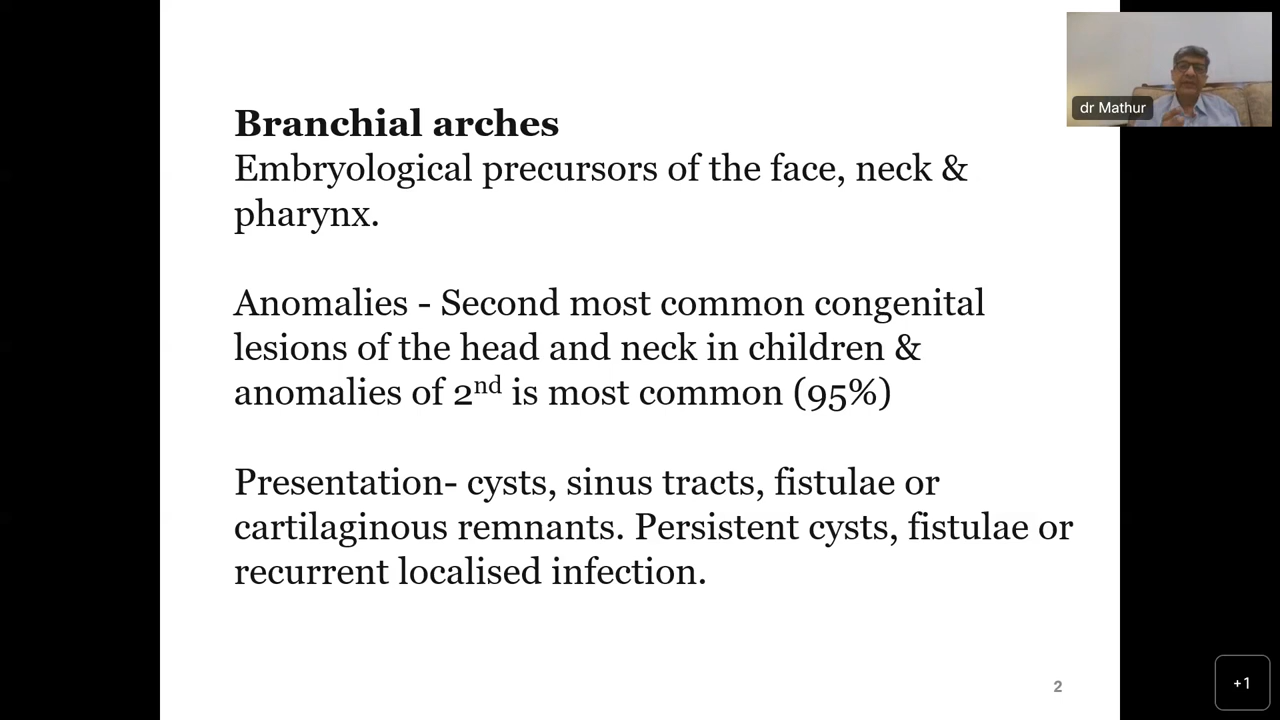 Branchial arches
Embryological precursors of the face, neck &
pharynx.
Anomalies - Second most common congenital
lesions of the head and neck in children &
anomalies of 2nd is most common (95%)
Presentation- cysts, sinus tracts, fistulae or
cartilaginous remnants. Persistent cysts, fistulae or
recurrent localised infection.
2
dr Mathur
+1